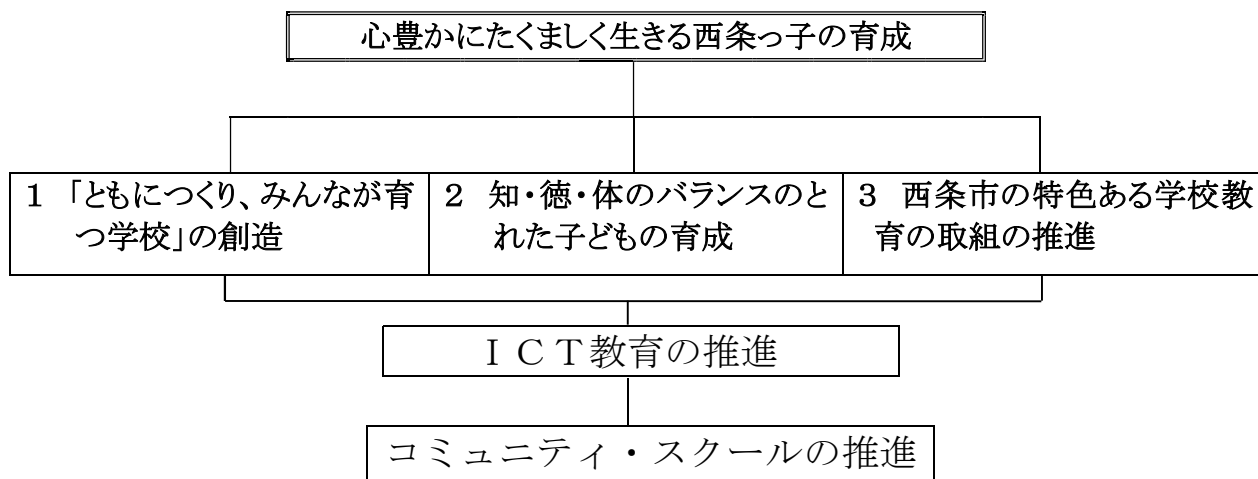 心豊かにたくましく生きる西条っ子の育成
1 「ともにつくり、みんなが育
つ学校」の創造
2 知・徳・体のバランスのと
れた子どもの育成
3 西条市の特色ある学校教
育の取組の推進
ICT教育の推進
コミュニティ・スクールの推進